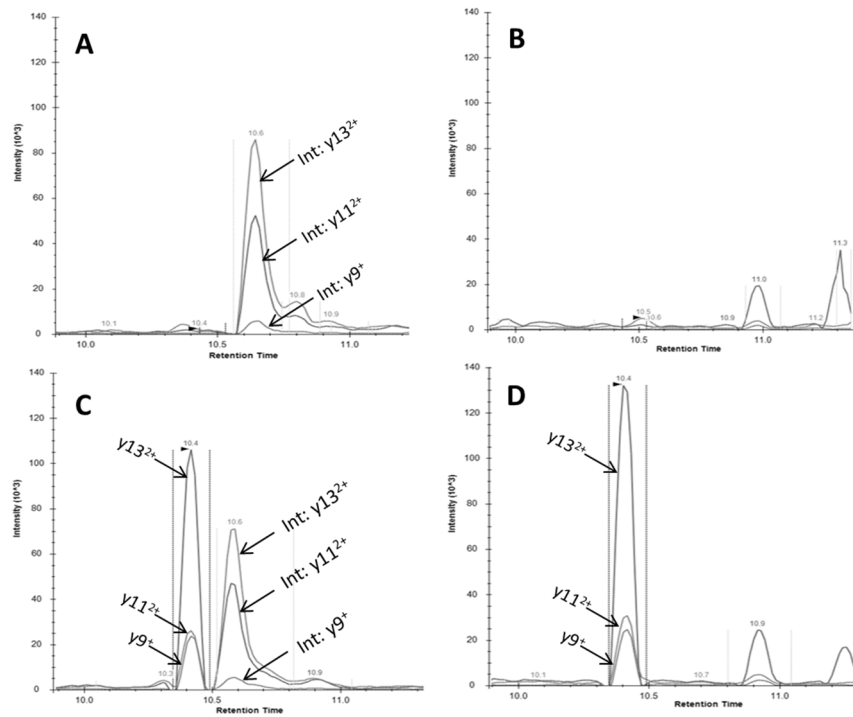 A
140
120
100
80
60
40
20
0
Intensity (10^3)
10.1
10.4
10.6
10.8
10.9
Int: y13²⁺
Int: y11²⁺
Int: y9⁺
10.0
10.5
11.0
Retention Time
B
140
120
100
80
60
40
20
0
Intensity (10^3)
10.5
10.6
10.9
11.0
11.2
11.3
10.0
10.5
11.0
Retention Time
C
140
120
100
80
60
40
20
0
Intensity (10^3)
y13²⁺
y11²⁺
y9⁺
10.3
10.4
10.6
10.9
Int: y13²⁺
Int: y11²⁺
Int: y9⁺
10.0
10.5
11.0
Retention Time
D
140
120
100
80
60
40
20
0
Intensity (10^3)
y13²⁺
y11²⁺
y9⁺
10.1
10.4
10.7
10.9
10.0
10.5
11.0
Retention Time